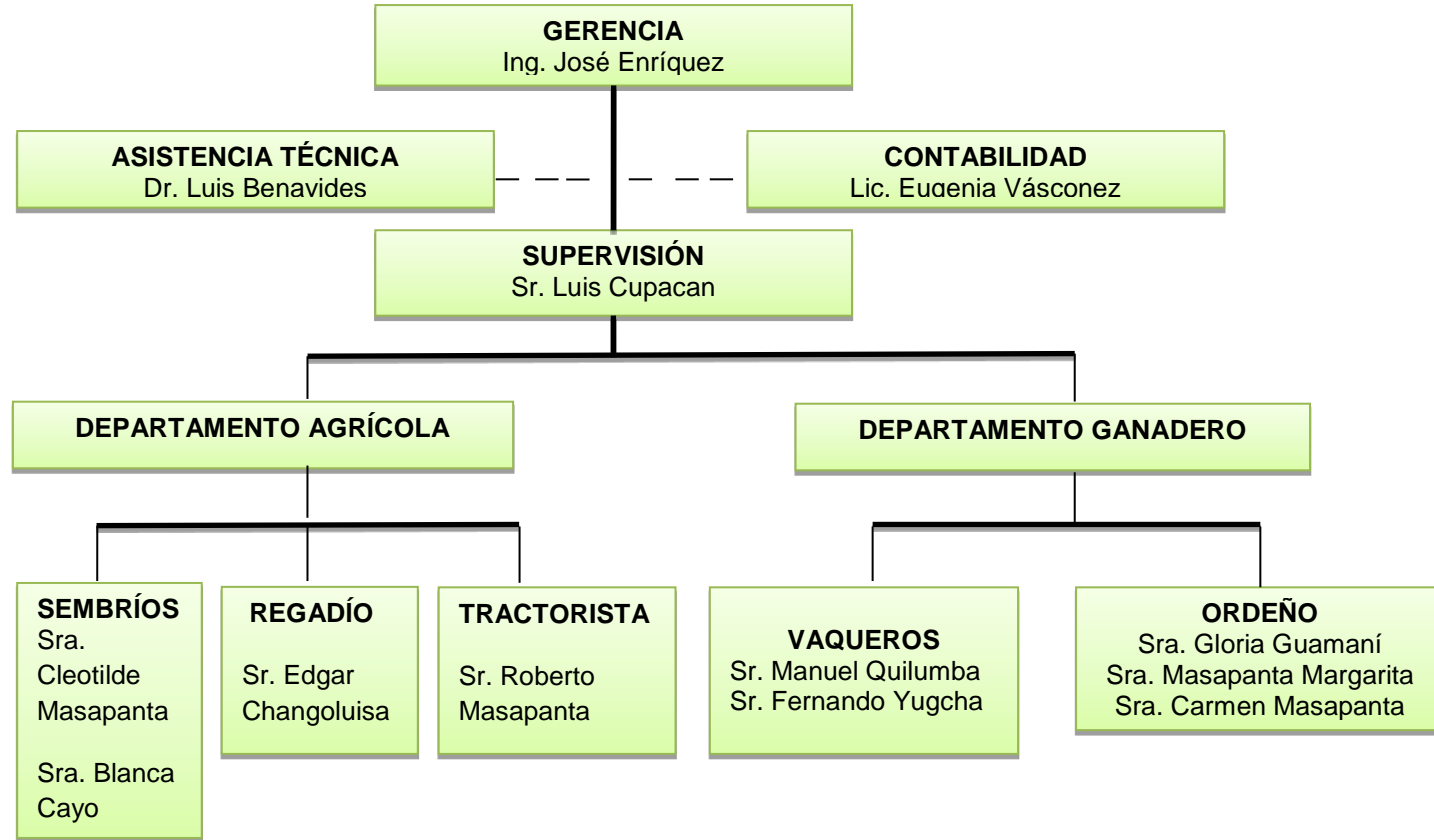 GERENCIA
Ing. José Enríquez
ASISTENCIA TÉCNICA
Dr. Luis Benavides
CONTABILIDAD
Lic. Eugenia Vásconez
SUPERVISIÓN
Sr. Luis Cupacan
DEPARTAMENTO AGRÍCOLA
DEPARTAMENTO GANADERO
SEMBRÍOS
Sra.
Cleotilde
Masapanta
Sra. Blanca
Cayo
REGADÍO
Sr. Edgar
Changoluisa
TRACTORISTA
Sr. Roberto
Masapanta
VAQUEROS
Sr. Manuel Quilumba
Sr. Fernando Yugcha
ORDEÑO
Sra. Gloria Guamaní
Sra. Masapanta Margarita
Sra. Carmen Masapanta